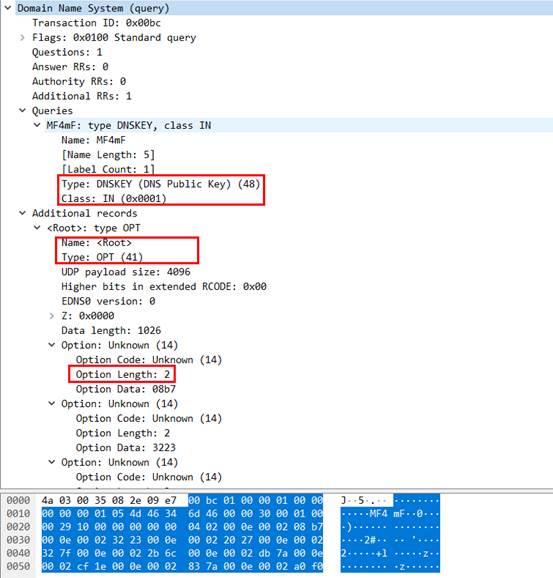 Domain Name System (query)
Transaction ID: 0x00bc
Flags: 0x0100 Standard query
Questions: 1
Answer RRs: 0
Authority RRs: 0
Additional RRs: 1
Queries
MF4mF: type DNSKEY, class IN
Name: MF4mF
[Name Length: 5]
[Label Count: 1]
Type: DNSKEY (DNS Public Key) (48)
Class: IN (0x0001)
Additional records
<Root>: type OPT
Name: <Root>
Type: OPT (41)
UDP payload size: 4096
Higher bits in extended RCODE: 0x00
EDNS0 version: 0
Z: 0x0000
Data length: 1026
Option: Unknown (14)
Option Code: Unknown (14)
Option Length: 2
Option Data: 08b7
Option: Unknown (14)
Option Code: Unknown (14)
Option Length: 2
Option Data: 3223
Option: Unknown (14)
Option Code: Unknown (14)
0000 4a 03 00 35 08 2e 09 e7 00 bc 01 00 00 01 00 00 J··5·.·· ········
0010 00 00 00 01 05 4d 46 34 6d 46 00 00 30 00 01 00 ·····MF4 mF··0···
0020 00 29 10 00 00 00 00 00 04 02 00 0e 00 02 08 b7 ·)······ ········
0030 00 0e 00 02 32 23 00 0e 00 02 20 27 00 0e 00 02 ····2#·· ·· '····
0040 32 7f 00 0e 00 02 2b 6c 00 0e 00 02 db 7a 00 0e 2·····+l ·····z··
0050 00 02 cf 1e 00 0e 00 02 83 7a 00 0e 00 02 a0 f0 ········ ·z······